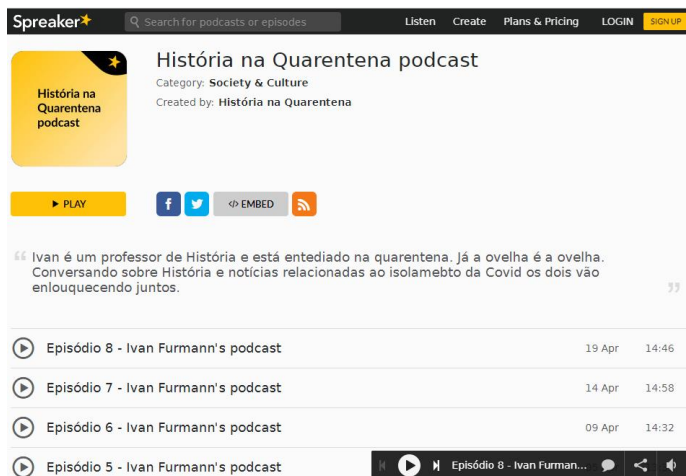 Spreaker
Search for podcasts or episodes
Listen Create Plans & Pricing LOGIN SIGN UP
História na Quarentena podcast
Category: Society & Culture
Created by: História na Quarentena
História na
Quarentena
podcast
PLAY
f
</> EMBED
“ Ivan é um professor de História e está entediado na quarentena. Já a ovelha é a ovelha.
Conversando sobre História e notícias relacionadas ao isolamebto da Covid os dois vão
enlouquecendo juntos. ”
Episódio 8 - Ivan Furmann's podcast 19 Apr 14:46
Episódio 7 - Ivan Furmann's podcast 14 Apr 14:58
Episódio 6 - Ivan Furmann's podcast 09 Apr 14:32
Episódio 5 - Ivan Furmann's podcast
Episódio 8 - Ivan Furman...